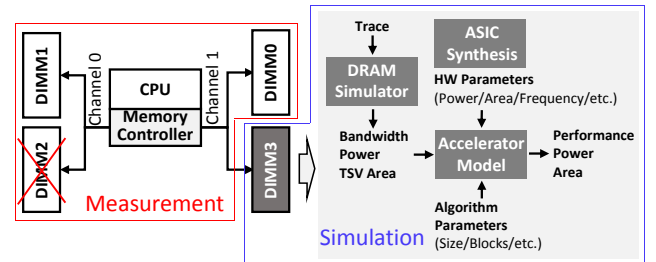 DIMM1
Channel 0
CPU
Memory
Controller
Channel 1
DIMM0
DIMM2
DIMM3
Measurement
Trace
DRAM
Simulator
ASIC
Synthesis
HW Parameters
(Power/Area/Frequency/etc.)
Bandwidth
Power
TSV Area
Accelerator
Model
Performance
Power
Area
Algorithm
Parameters
(Size/Blocks/etc.)
Simulation